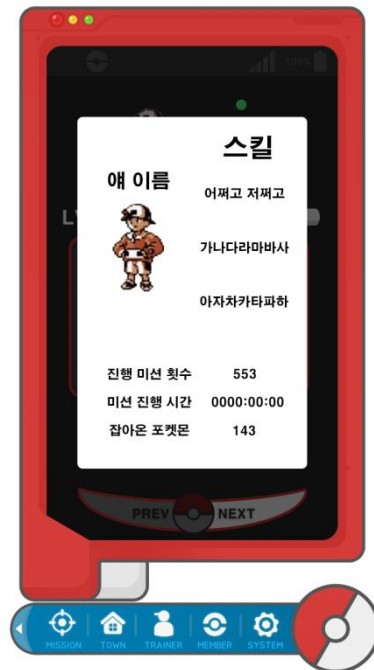 100%
스킬
얘 이름
어쩌고 저쩌고
LV
가나다라마바사
아자차카타파하
진행 미션 횟수 553
미션 진행 시간 0000:00:00
잡아온 포켓몬 143
PREV NEXT
MISSION TOWN TRAINER MEMBER SYSTEM